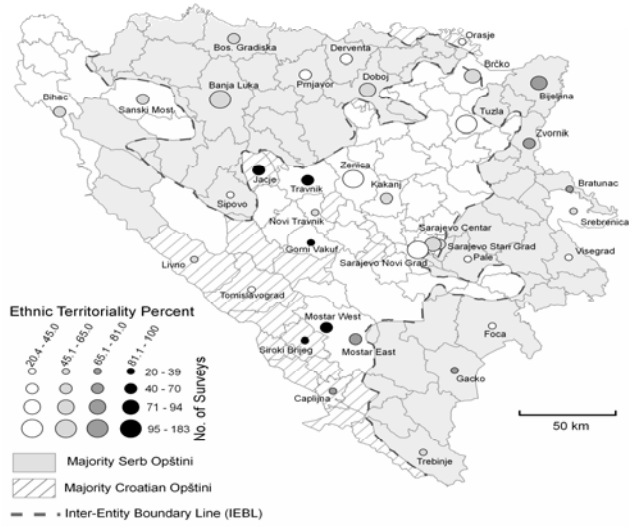 Orasje
Bos. Gradiska
Derventa
Brčko
Prnjavor
Doboj
Banja Luka
Bijeljina
Bihac
Sanski Most
Tuzla
Zvornik
Zenica
Jacje
Travnik
Kakanj
Bratunac
Sipovo
Novi Travnik
Srebrenica
Sarajevo Centar
Gorni Vakuf
Sarajevo Stari Grad
Visegrad
Livno
Sarajevo Novi Grad
Pale
Tomislavograd
Ethnic Territoriality Percent
20.4 - 45.0
45.1 - 65.0
65.1 - 81.0
81.1 - 100
Mostar West
Foca
Siroki Brijeg
Mostar East
20 - 39
40 - 70
71 - 94
95 - 183
No. of Surveys
Gacko
Capljina
50 km
Majority Serb Opštini
Trebinje
Majority Croatian Opštini
Inter-Entity Boundary Line (IEBL)